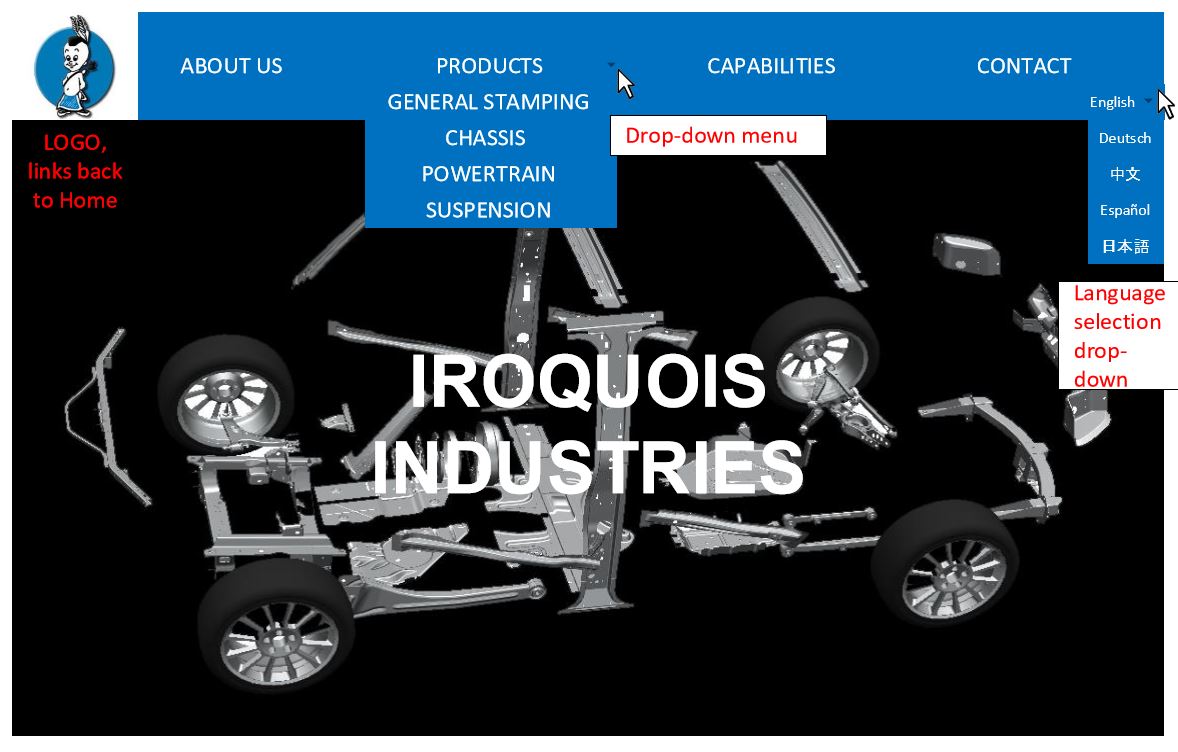 ABOUT US
PRODUCTS
CAPABILITIES
CONTACT
GENERAL STAMPING
CHASSIS
POWERTRAIN
SUSPENSION
English
Deutsch
中文
Español
日本語
LOGO,
links back
to Home
Drop-down menu
Language
selection
drop-
down
IROQUOIS
INDUSTRIES